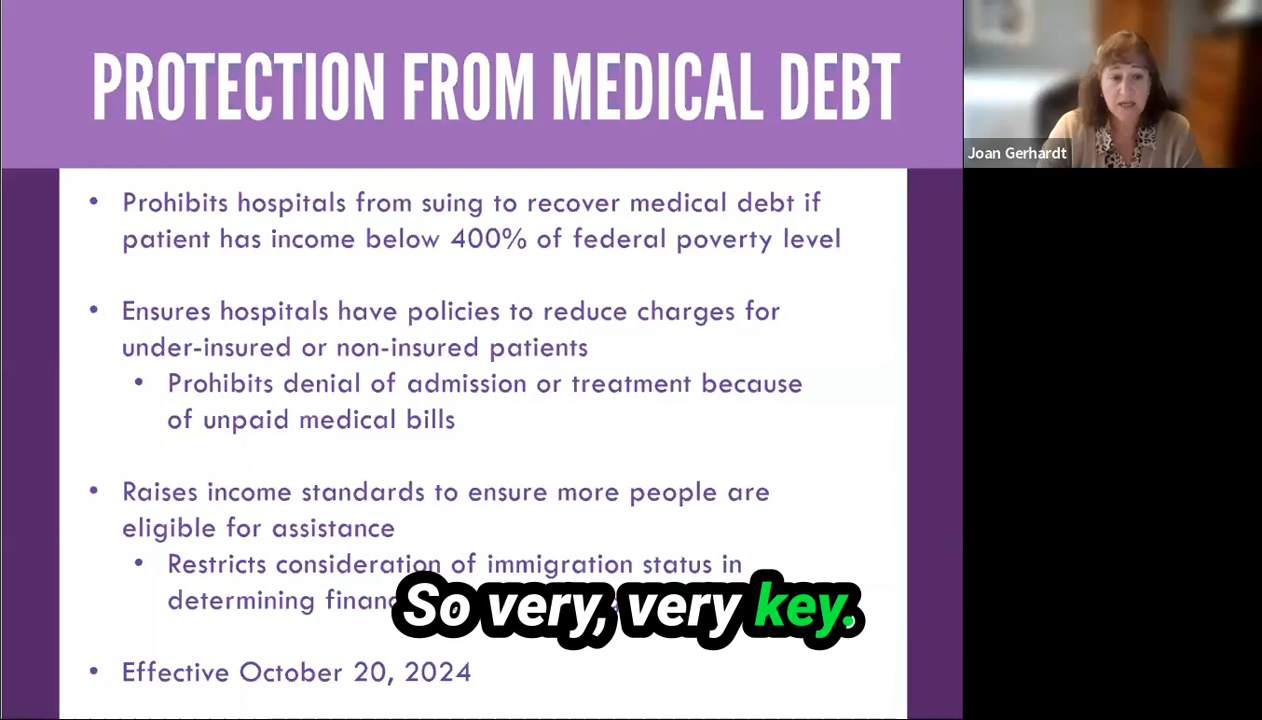 PROTECTION FROM MEDICAL DEBT
Joan Gerhardt
• Prohibits hospitals from suing to recover medical debt if
patient has income below 400% of federal poverty level
• Ensures hospitals have policies to reduce charges for
under-insured or non-insured patients
• Prohibits denial of admission or treatment because
of unpaid medical bills
• Raises income standards to ensure more people are
eligible for assistance
• Restricts consideration of immigration status in
determining
So very, very key.
• Effective October 20, 2024